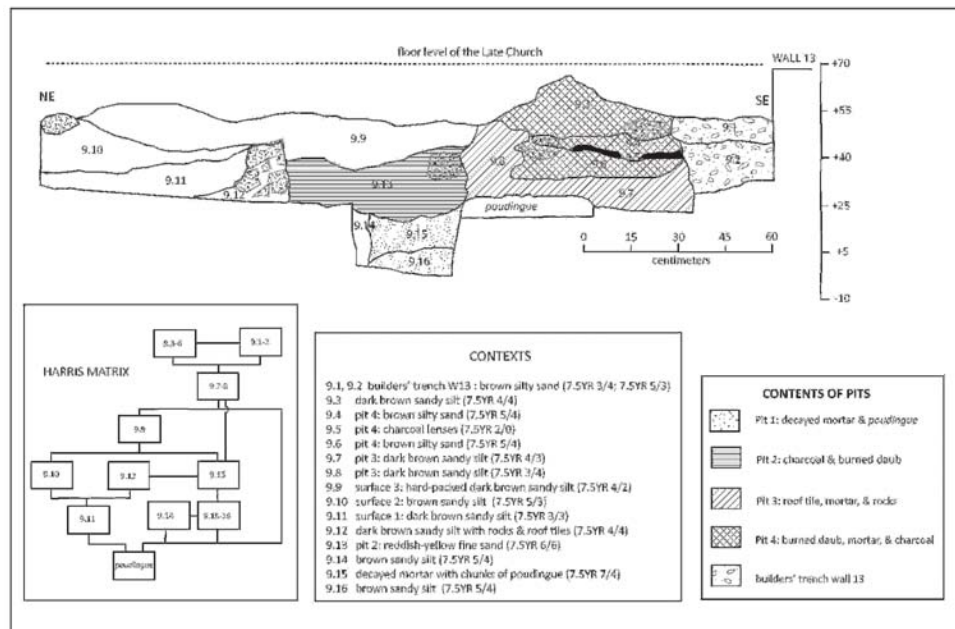 floor level of the Late Church
WALL 13
+70
NE
SE
+55
9.3
9.1
9.9
9.10
9.8
9.2
+40
9.11
9.13
9.12
9.7
poudingue
+25
9.14
9.15
0 15 30 45 60
+5
9.16
centimeters
-10
HARRIS MATRIX
9.3-6
9.1-2
9.7-8
9.9
9.10
9.12
9.13
9.11
9.14
9.15-16
poudingue
CONTEXTS
9.1, 9.2 builders' trench W13 : brown silty sand (7.5YR 3/4; 7.5YR 5/3)
9.3 dark brown sandy silt (7.5YR 4/4)
9.4 pit 4: brown silty sand (7.5YR 5/4)
9.5 pit 4: charcoal lenses (7.5YR 2/0)
9.6 pit 4: brown silty sand (7.5YR 5/4)
9.7 pit 3: dark brown sandy silt (7.5YR 4/3)
9.8 pit 3: dark brown sandy silt (7.5YR 3/4)
9.9 surface 3: hard-packed dark brown sandy silt (7.5YR 4/2)
9.10 surface 2: brown sandy silt (7.5YR 5/3)
9.11 surface 1: dark brown sandy silt (7.5YR 3/3)
9.12 dark brown sandy silt with rocks & roof tiles (7.5YR 4/4)
9.13 pit 2: reddish-yellow fine sand (7.5YR 6/6)
9.14 brown sandy silt (7.5YR 5/4)
9.15 decayed mortar with chunks of poudingue (7.5YR 7/4)
9.16 brown sandy silt (7.5YR 5/4)
CONTENTS OF PITS
Pit 1: decayed mortar & poudingue
Pit 2: charcoal & burned daub
Pit 3: roof tile, mortar, & rocks
Pit 4: burned daub, mortar, & charcoal
builders' trench wall 13